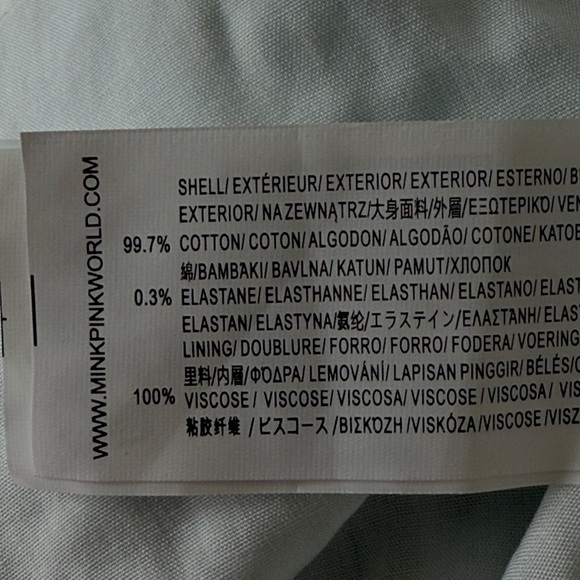 WWW.MINKPINKWORLD.COM
SHELL/ EXTÉRIEUR/ EXTERIOR/ EXTERIOR/ ESTERNO/
EXTERIOR/ NA ZEWNĄTRZ/大身面料/外層/ΕΞΩΤΕΡΙΚΌ/
99.7% COTTON/ COTON/ ALGODON/ ALGODÃO/ COTONE/
綿/ΒΑΜΒΆΚΙ/ BAVLNA/ KATUN/ PAMUT/ХЛОПОК
0.3% ELASTANE/ ELASTHANNE/ ELASTHAN/ ELASTANO/
ELASTAN/ ELASTYNA/氨纶/エラステイン/ΕΛΑΣΤΆΝΗ/
LINING/ DOUBLURE/ FORRO/ FORRO/ FODERA/ VOERING
里料/内層/ΦΌΔΡΑ/ LEMOVÁNÍ/ LAPISAN PINGGIR/ BÉLÉS/
100% VISCOSE / VISCOSE/ VISCOSA/ VISCOSE / VISCOSA /
粘胶纤维 / ビスコース /ΒΙΣΚΌΖΗ /VISKÓZA /VISCOSE /